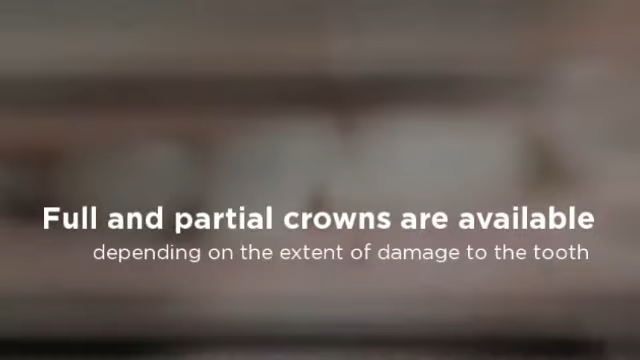 Full and partial crowns are available
depending on the extent of damage to the tooth